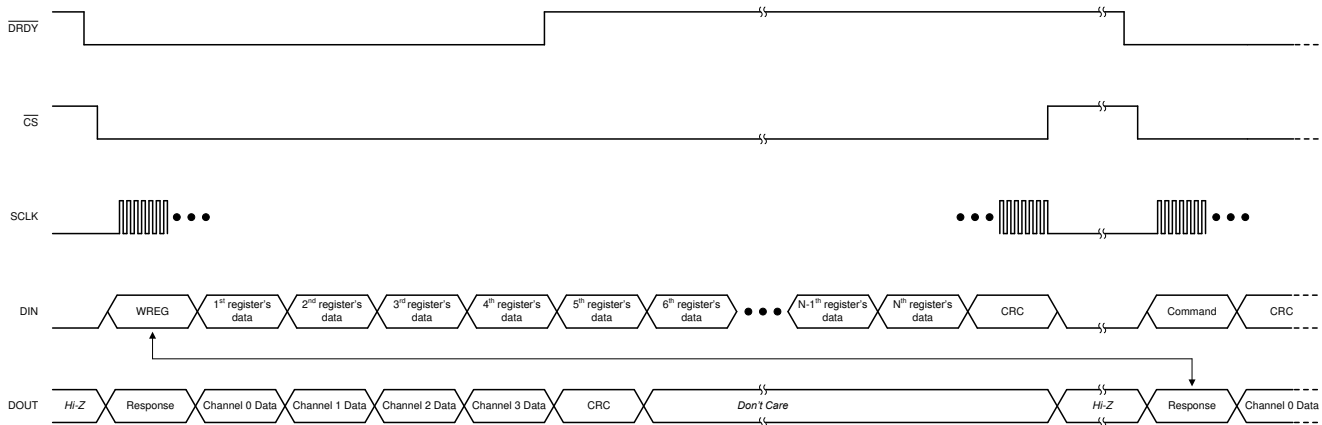 DRDY
CS
SCLK
DIN
WREG
1st register's
data
2nd register's
data
3rd register's
data
4th register's
data
5th register's
data
6th register's
data
N-1th register's
data
Nth register's
data
CRC
Command
CRC
DOUT
Hi-Z
Response
Channel 0 Data
Channel 1 Data
Channel 2 Data
Channel 3 Data
CRC
Don't Care
Hi-Z
Response
Channel 0 Data